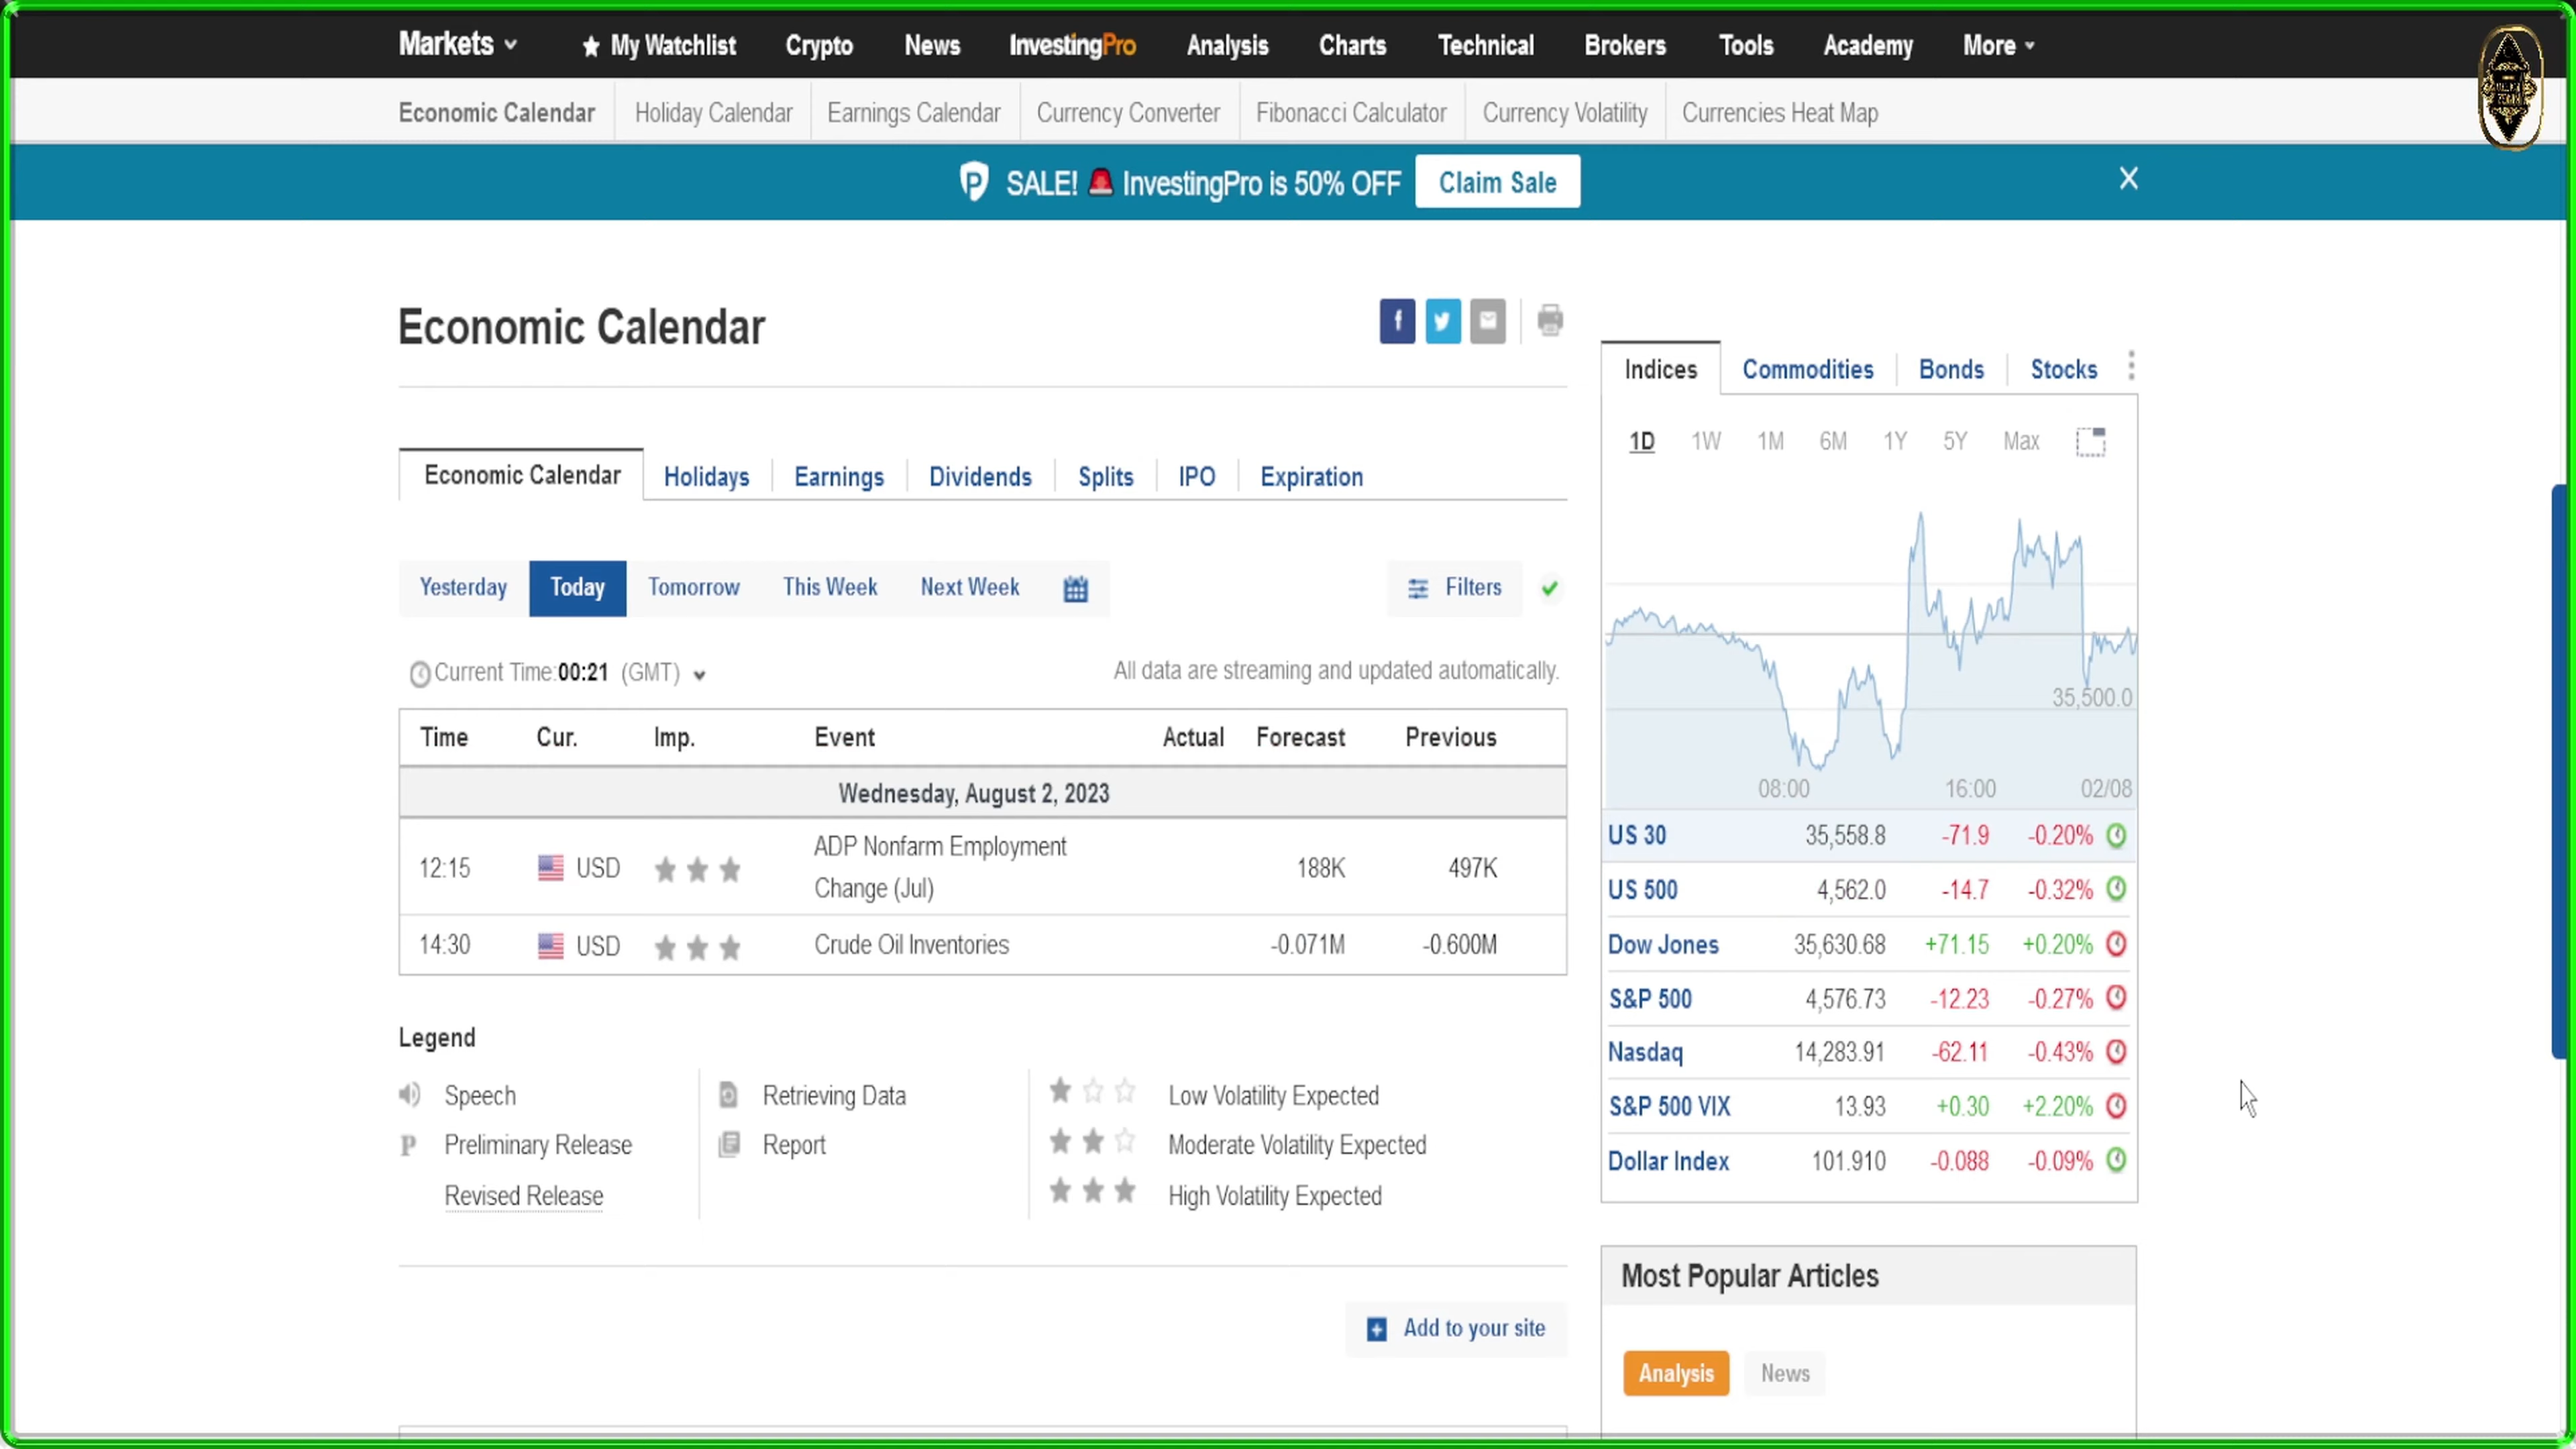 Markets My Watchlist Crypto News InvestingPro Analysis Charts Technical Brokers Tools Academy More
Economic Calendar Holiday Calendar Earnings Calendar Currency Converter Fibonacci Calculator Currency Volatility Currencies Heat Map
SALE! InvestingPro is 50% OFF Claim Sale
Economic Calendar
Economic Calendar Holidays Earnings Dividends Splits IPO Expiration
Yesterday Today Tomorrow This Week Next Week Filters
Current Time:00:21 (GMT) All data are streaming and updated automatically.
Time Cur. Imp. Event Actual Forecast Previous
Wednesday, August 2, 2023
12:15 USD ADP Nonfarm Employment Change (Jul) 188K 497K
14:30 USD Crude Oil Inventories -0.071M -0.600M
Legend
Speech Retrieving Data Low Volatility Expected
P Preliminary Release Report Moderate Volatility Expected
Revised Release High Volatility Expected
Add to your site
Indices Commodities Bonds Stocks
1D 1W 1M 6M 1Y 5Y Max
35,500.0
08:00 16:00 02/08
US 30 35,558.8 -71.9 -0.20%
US 500 4,562.0 -14.7 -0.32%
Dow Jones 35,630.68 +71.15 +0.20%
S&P 500 4,576.73 -12.23 -0.27%
Nasdaq 14,283.91 -62.11 -0.43%
S&P 500 VIX 13.93 +0.30 +2.20%
Dollar Index 101.910 -0.088 -0.09%
Most Popular Articles
Analysis News